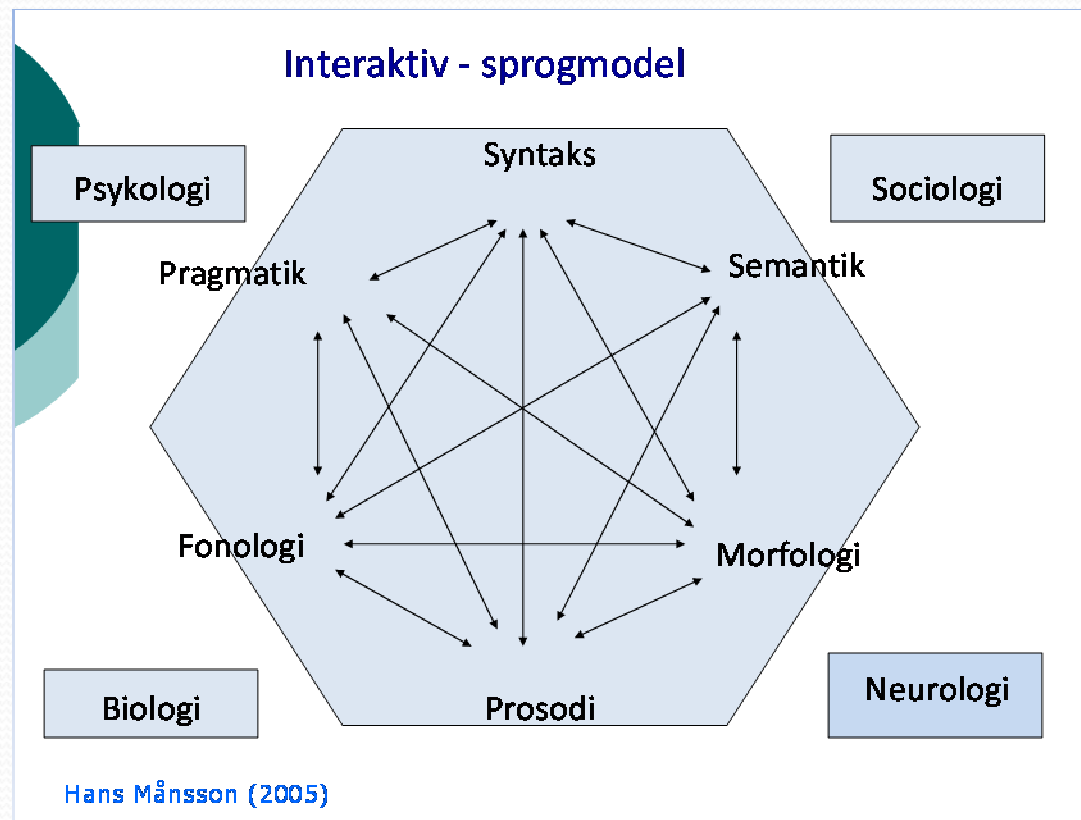 Interaktiv - sprogmodel
Syntaks
Psykologi
Sociologi
Pragmatik
Semantik
Fonologi
Morfologi
Biologi
Prosodi
Neurologi
Hans Månsson (2005)